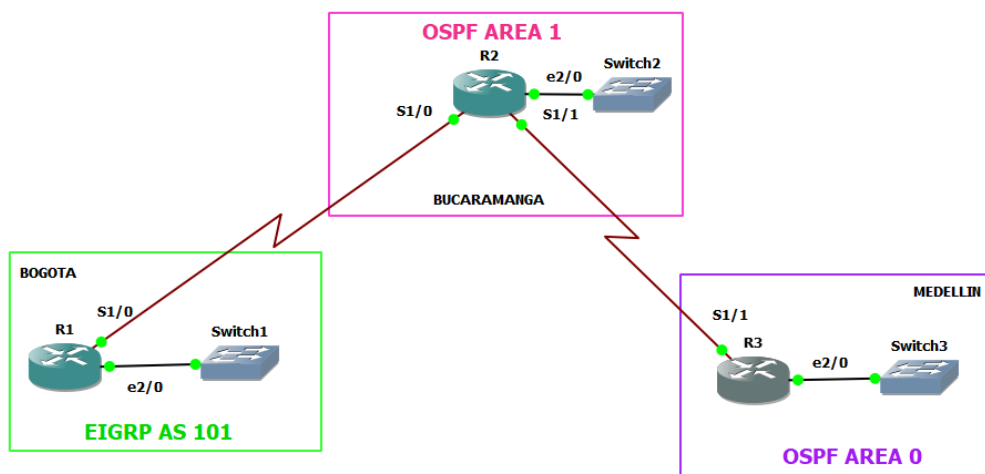 OSPF AREA 1
R2
e2/0
Switch2
S1/0
S1/1
BUCARAMANGA
BOGOTA
S1/0
R1
Switch1
e2/0
EIGRP AS 101
MEDELLIN
S1/1
R3
Switch3
e2/0
OSPF AREA 0